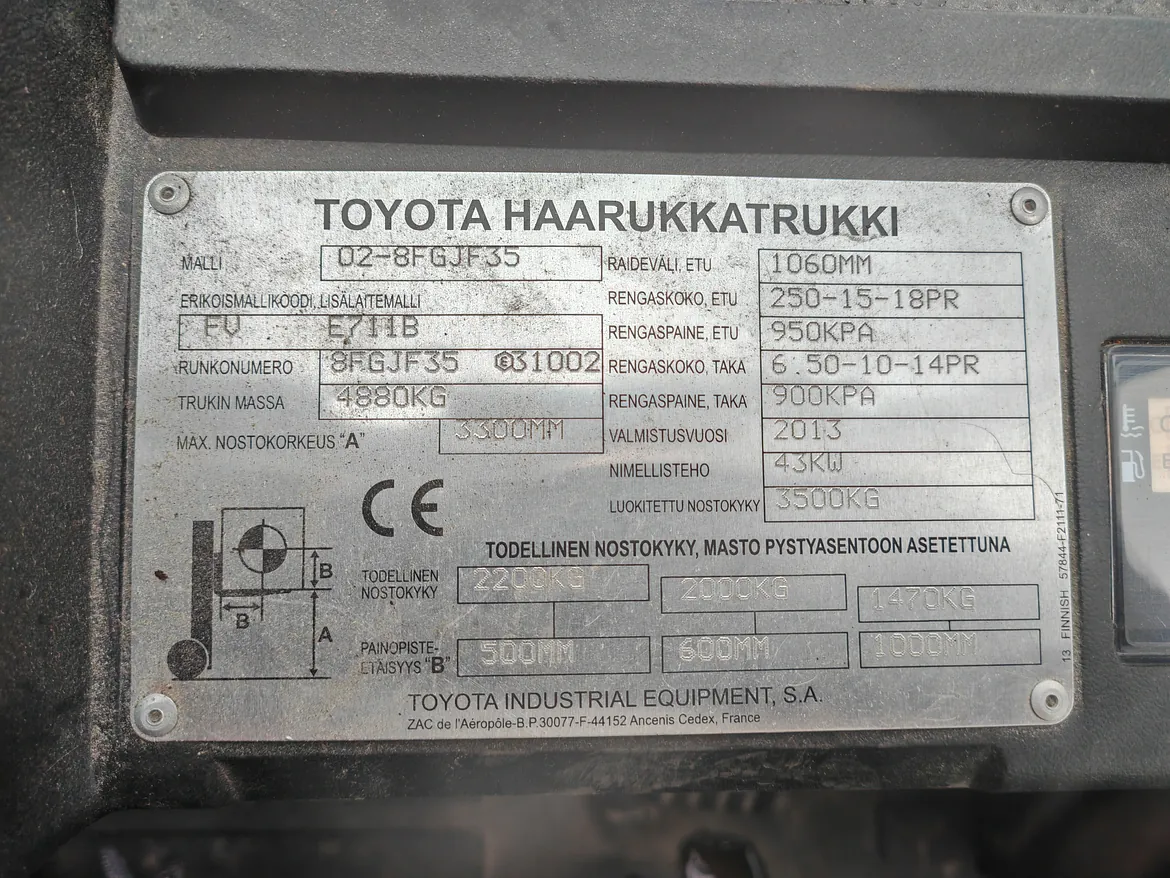 TOYOTA HAARUKKATRUKKI
MALLI 02-8FGJF35
ERIKOISMALLIKOODI, LISÄLAITEMALLI
FV E711B
RUNKONUMERO 8FGJF35 E31002
TRUKIN MASSA 4880KG
MAX. NOSTOKORKEUS "A" 3300MM
RAIDEVÄLI, ETU 1060MM
RENGASKOKO, ETU 250-15-18PR
RENGASPAINE, ETU 950KPA
RENGASKOKO, TAKA 6.50-10-14PR
RENGASPAINE, TAKA 900KPA
VALMISTUSVUOSI 2013
NIMELLISTEHO 43KW
LUOKITETTU NOSTOKYKY 3500KG
CE
B
B
A
TODELLINEN NOSTOKYKY, MASTO PYSTYASENTOON ASETETTUNA
TODELLINEN
NOSTOKYKY 2200KG 2000KG 1470KG
PAINOPISTE-
ETÄISYYS "B" 500MM 600MM 1000MM
TOYOTA INDUSTRIAL EQUIPMENT, S.A.
ZAC de l'Aéropôle-B.P.30077-F-44152 Ancenis Cedex, France
13 FINNISH 57844-F2111-71